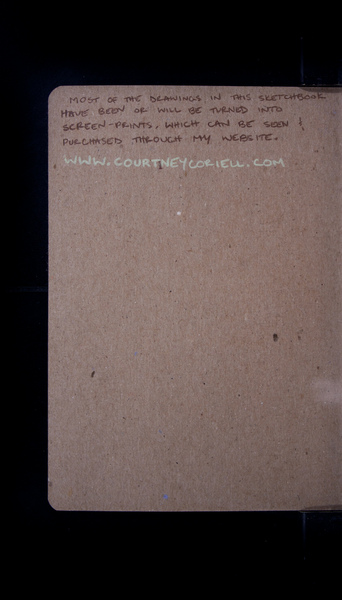 MOST OF THE DRAWINGS IN THIS SKETCHBOOK
HAVE BEEN OR WILL BE TURNED INTO
SCREEN-PRINTS, WHICH CAN BE SEEN &
PURCHASED THROUGH MY WEBSITE.
WWW.COURTNEYCORIELL.COM